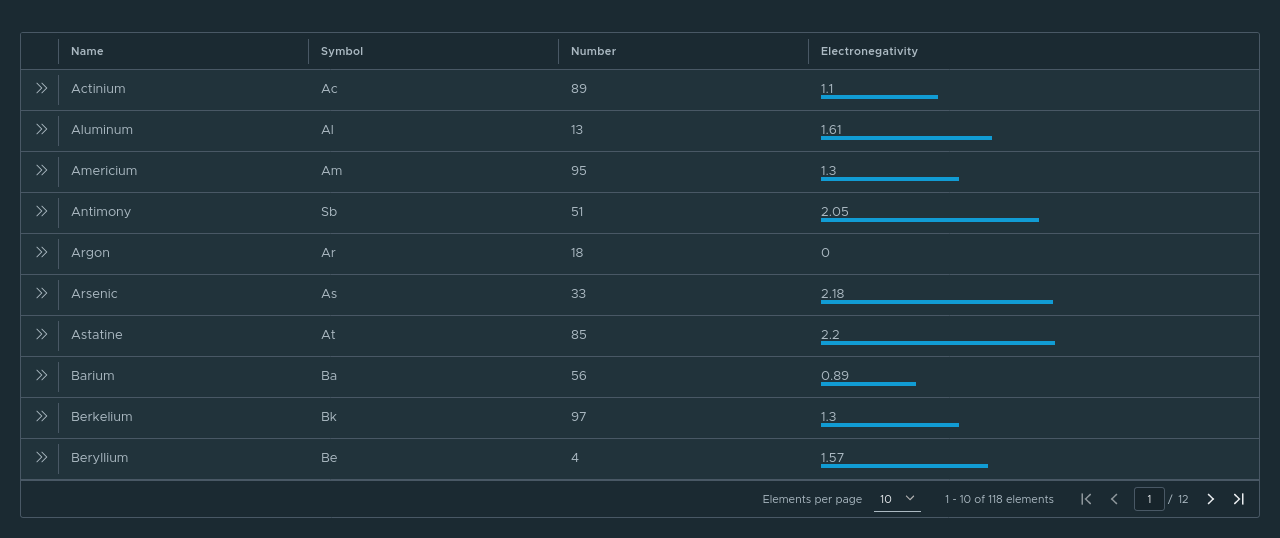 Name Symbol Number Electronegativity
Actinium Ac 89 1.1
Aluminum Al 13 1.61
Americium Am 95 1.3
Antimony Sb 51 2.05
Argon Ar 18 0
Arsenic As 33 2.18
Astatine At 85 2.2
Barium Ba 56 0.89
Berkelium Bk 97 1.3
Beryllium Be 4 1.57
Elements per page 10 1 - 10 of 118 elements 1 / 12